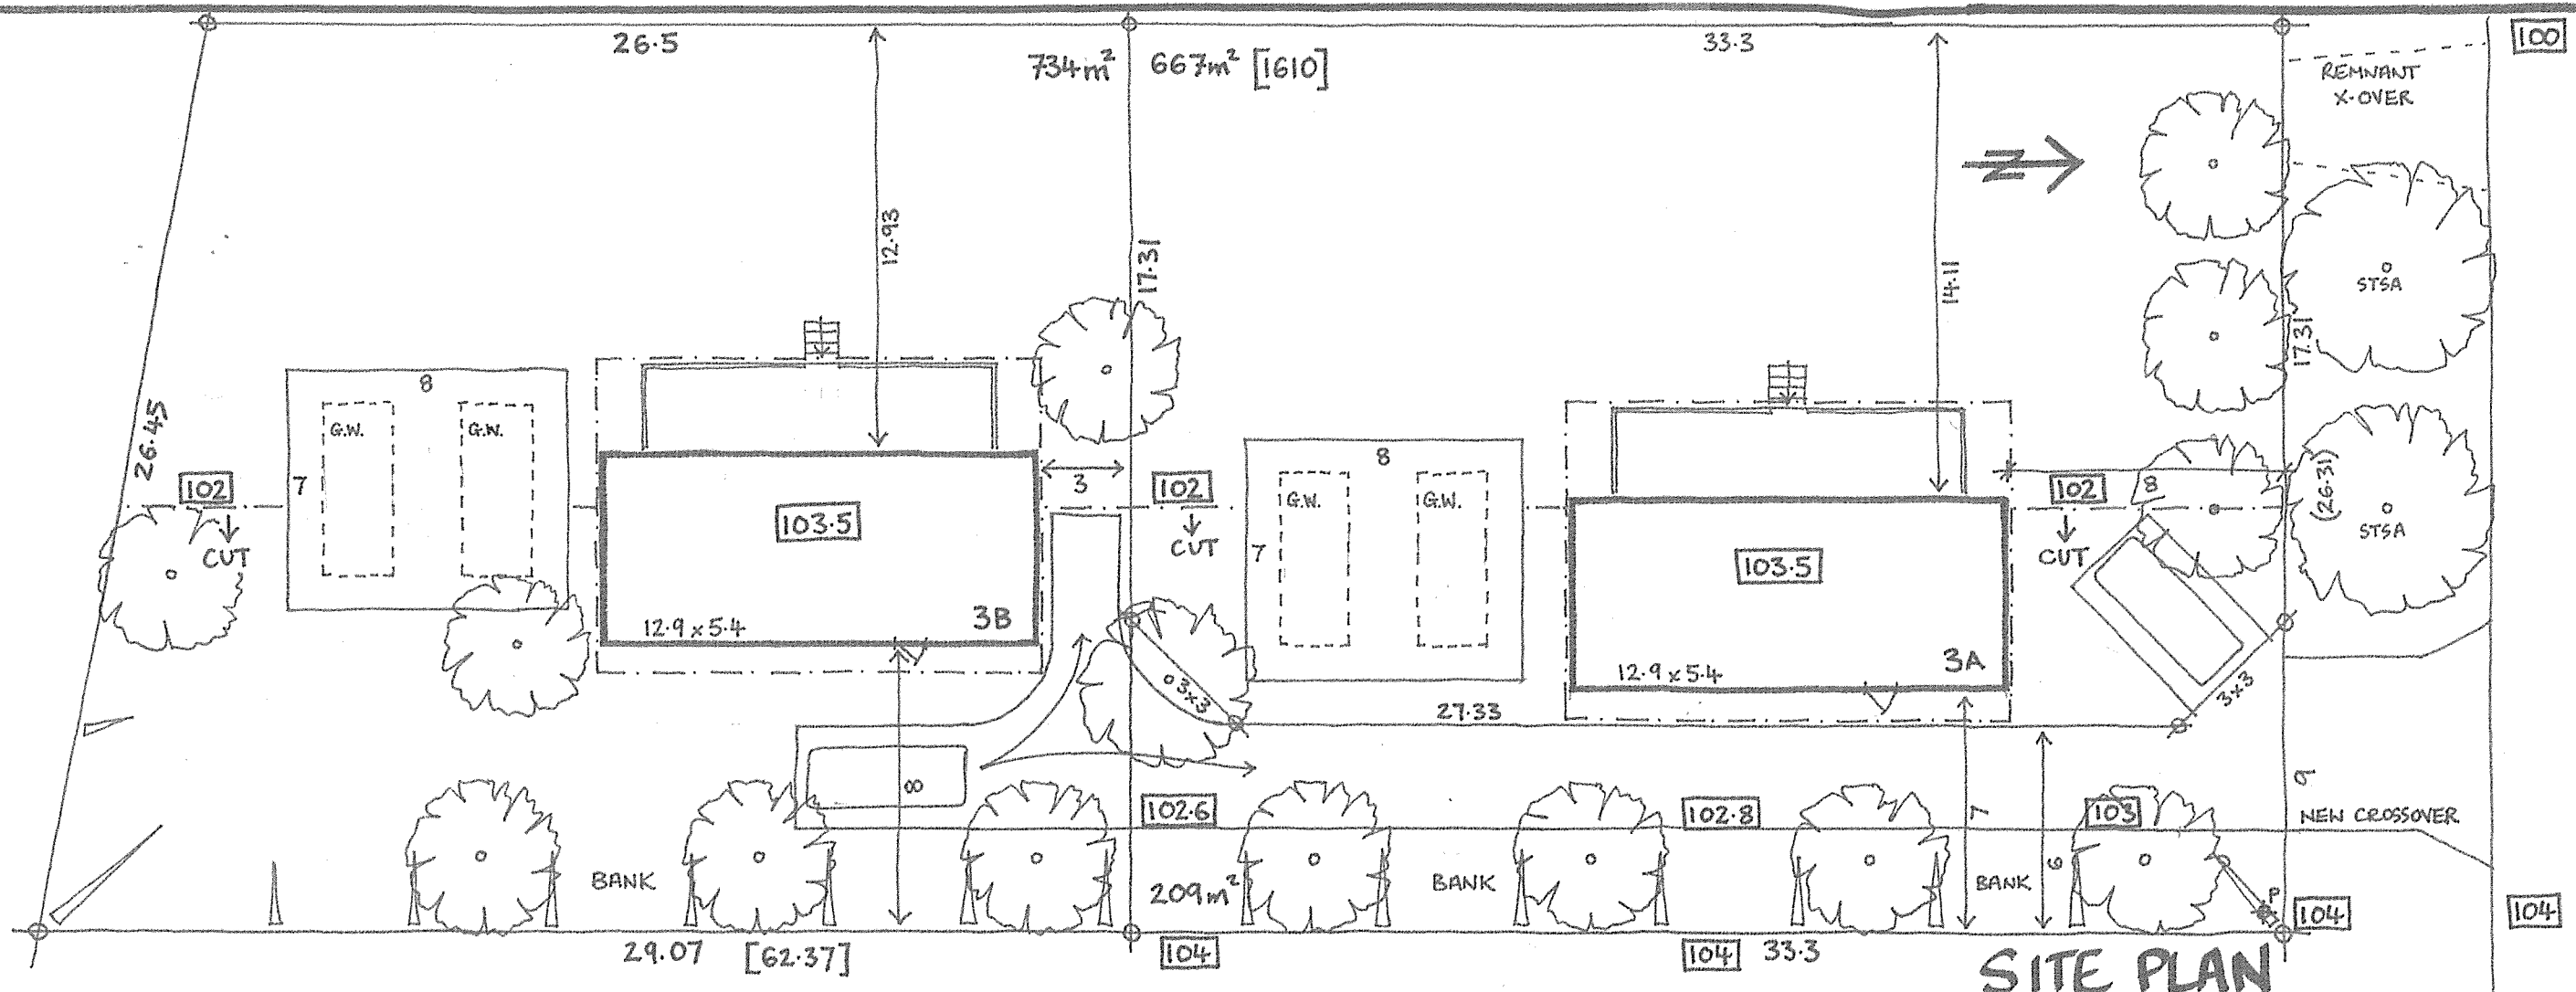 26.5
33.3
100
734m² 667m² [1610]
REMNANT
X-OVER
N
12.93
17.31
14.11
17.31
STSA
8
26.45
G.W.
G.W.
7
102
CUT
103.5
3
102
CUT
8
G.W.
G.W.
7
103.5
102
CUT
8
(26.31)
STSA
12.9 x 5.4
3B
12.9 x 5.4
3A
3x3
3x3
27.33
8
102.6
102.8
7
103
9
NEW CROSSOVER
BANK
209m²
BANK
BANK
6
P
104
104
29.07 [62.37]
104
104
33.3
SITE PLAN